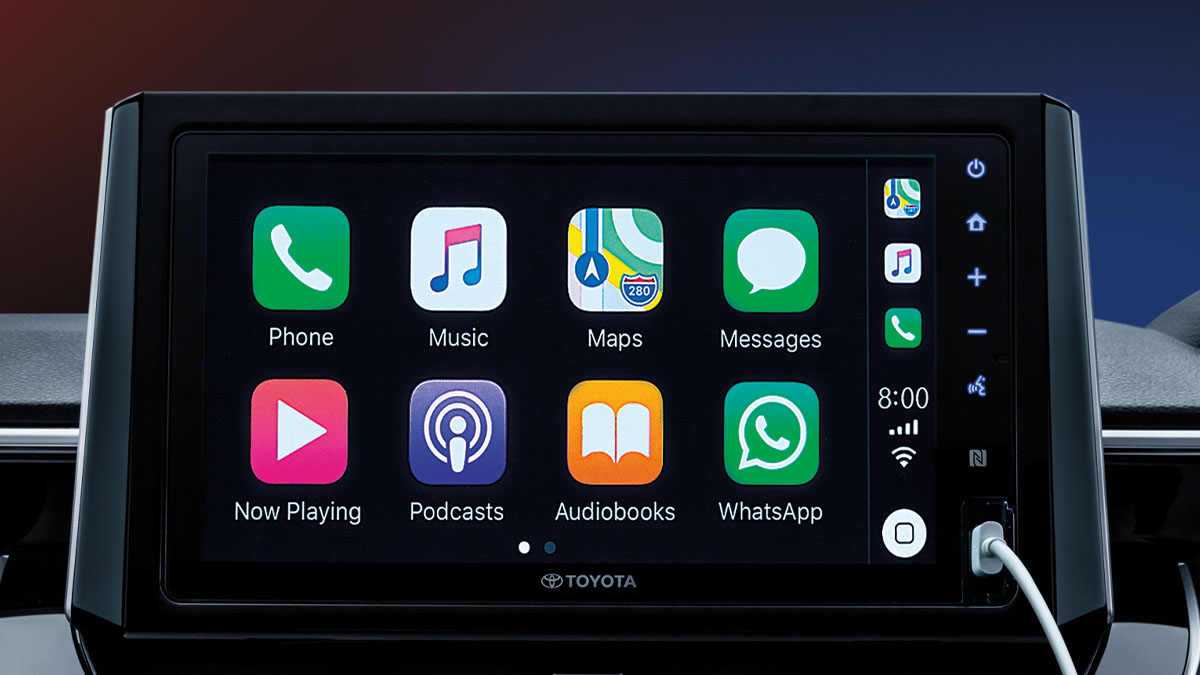 280
Phone Music Maps Messages
8:00
Now Playing Podcasts Audiobooks WhatsApp
TOYOTA